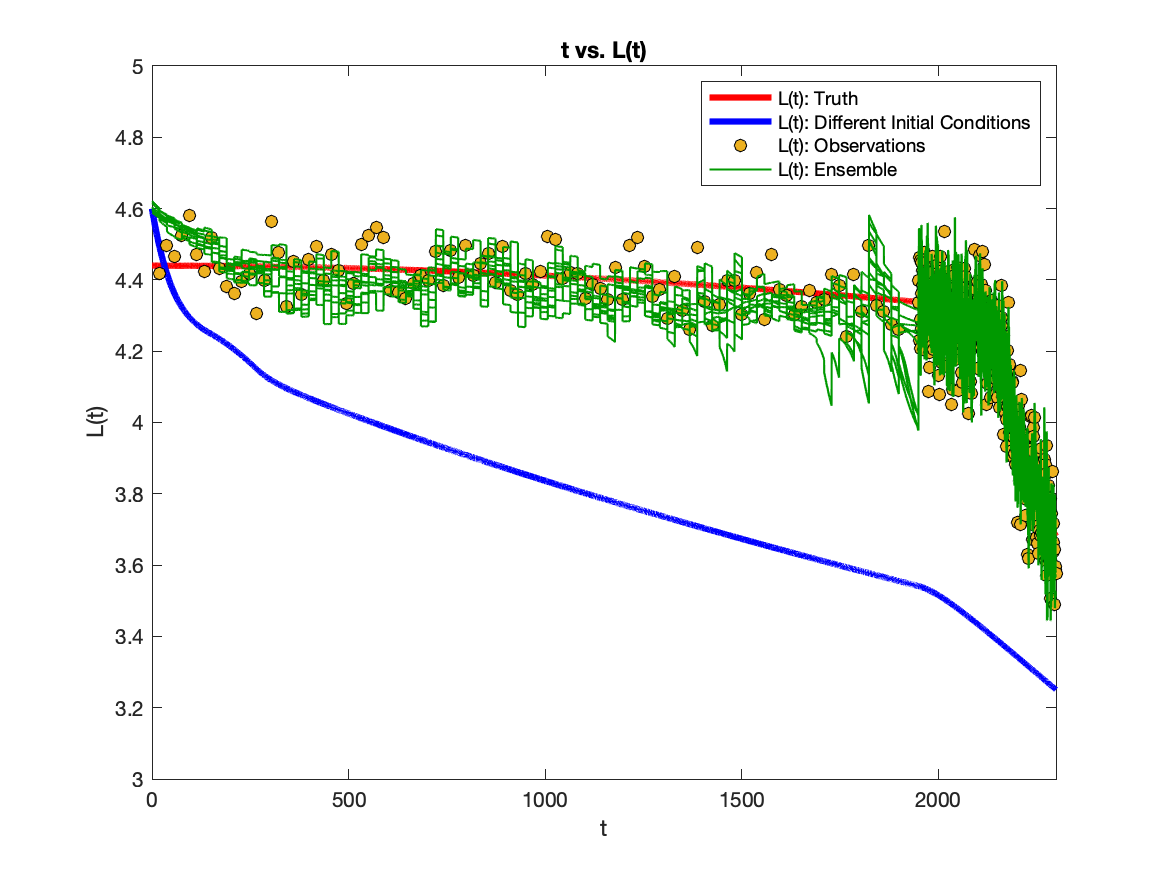 t vs. L(t)
L(t): Truth
L(t): Different Initial Conditions
L(t): Observations
L(t): Ensemble
5
4.8
4.6
4.4
4.2
4
3.8
3.6
3.4
3.2
3
L(t)
0 500 1000 1500 2000
t